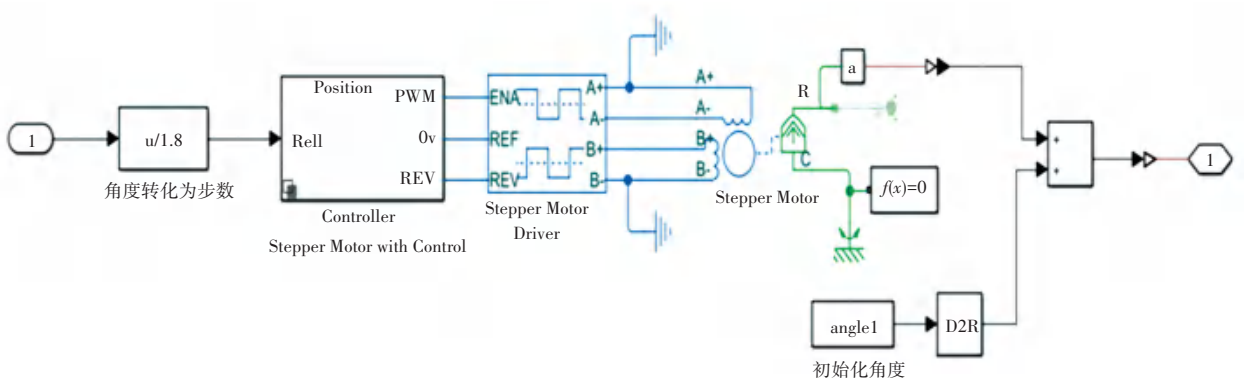 1
u/1.8
角度转化为步数
Position
Rell
PWM
0v
REV
Controller
Stepper Motor with Control
ENA
REF
REV
A+
A-
B+
B-
Stepper Motor
Driver
A+
A-
B+
B-
Stepper Motor
R
C
a
f(x)=0
+
+
1
angle1
D2R
初始化角度